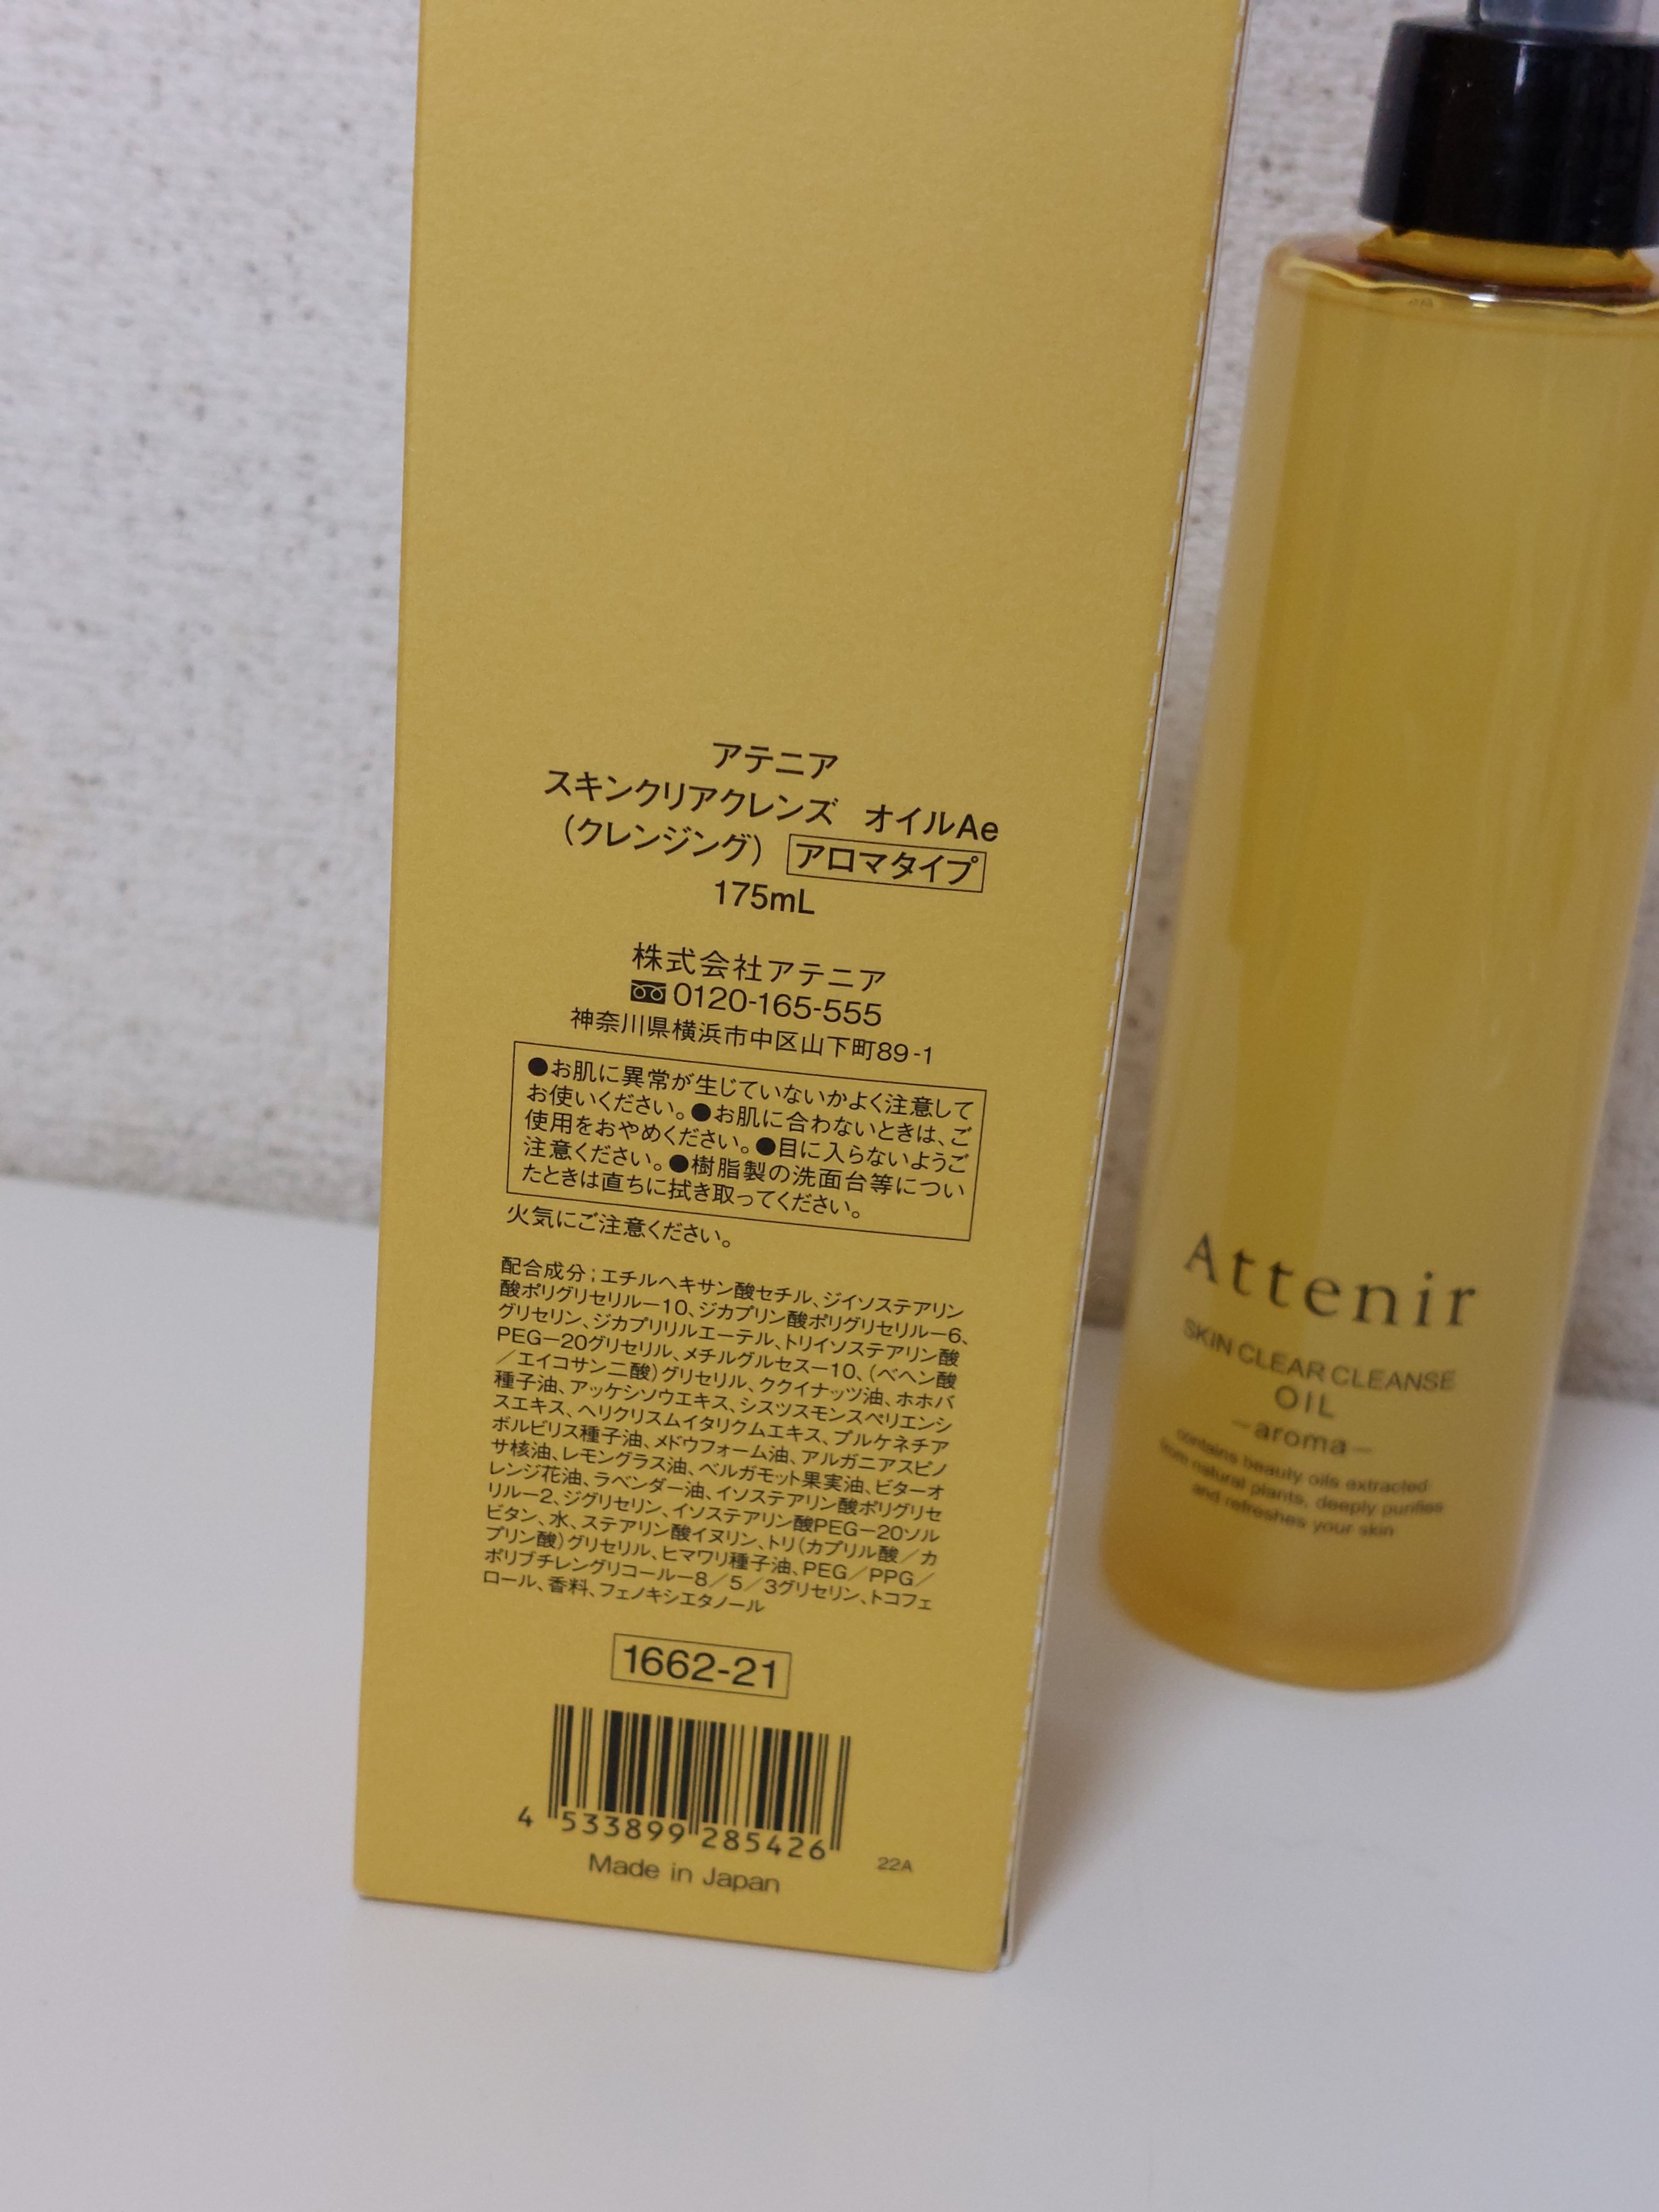 アテニア
スキンクリアクレンズ　オイルAe
（クレンジング） アロマタイプ
175mL
株式会社アテニア
0120-165-555
神奈川県横浜市中区山下町89-1
●お肌に異常が生じていないかよく注意して
お使いください。●お肌に合わないときは、ご
使用をおやめください。●目に入らないようご
注意ください。●樹脂製の洗面台等につい
たときは直ちに拭き取ってください。
火気にご注意ください。
配合成分；エチルヘキサン酸セチル、ジイソステアリン
酸ポリグリセリルー10、ジカプリン酸ポリグリセリルー6、
グリセリン、ジカプリリルエーテル、トリイソステアリン酸
PEGー20グリセリル、メチルグルセスー10、（ベヘン酸
／エイコサン二酸）グリセリル、ククイナッツ油、ホホバ
種子油、アッケシソウエキス、シスツスモンスペリエンシ
スエキス、ヘリクリスムイタリクムエキス、プルケネチア
ボルビリス種子油、メドウフォーム油、アルガニアスピノ
サ核油、レモングラス油、ベルガモット果実油、ビターオ
レンジ花油、ラベンダー油、イソステアリン酸ポリグリセ
リルー2、ジグリセリン、イソステアリン酸PEGー20ソル
ビタン、水、ステアリン酸イヌリン、トリ（カプリル酸／カ
プリン酸）グリセリル、ヒマワリ種子油、PEG／PPG／
ポリブチレングリコールー8／5／3グリセリン、トコフェ
ロール、香料、フェノキシエタノール
1662-21
4 533899 285426
Made in Japan
22A
Attenir
SKIN CLEAR CLEANSE
OIL
—aroma—
contains beauty oils extracted
from natural plants, deeply purifies
and refreshes your skin